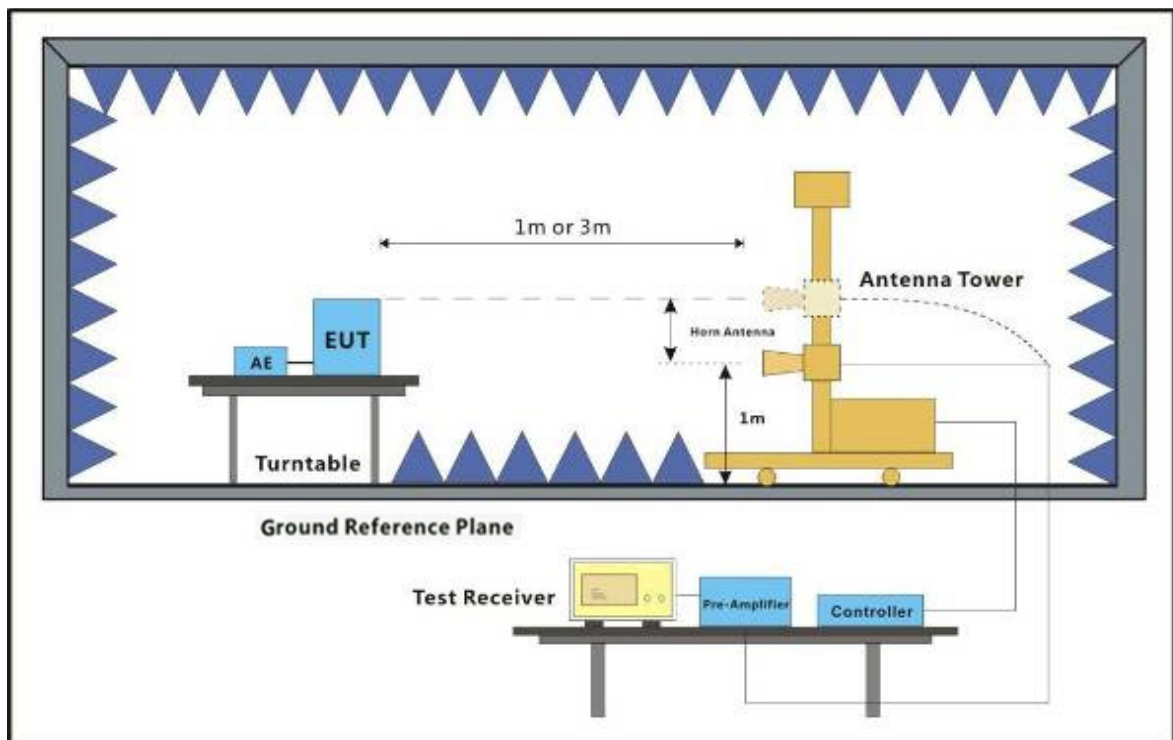 1m or 3m
Antenna Tower
Horn Antenna
EUT
AE
1m
Turntable
Ground Reference Plane
Test Receiver
Pre-Amplifier
Controller